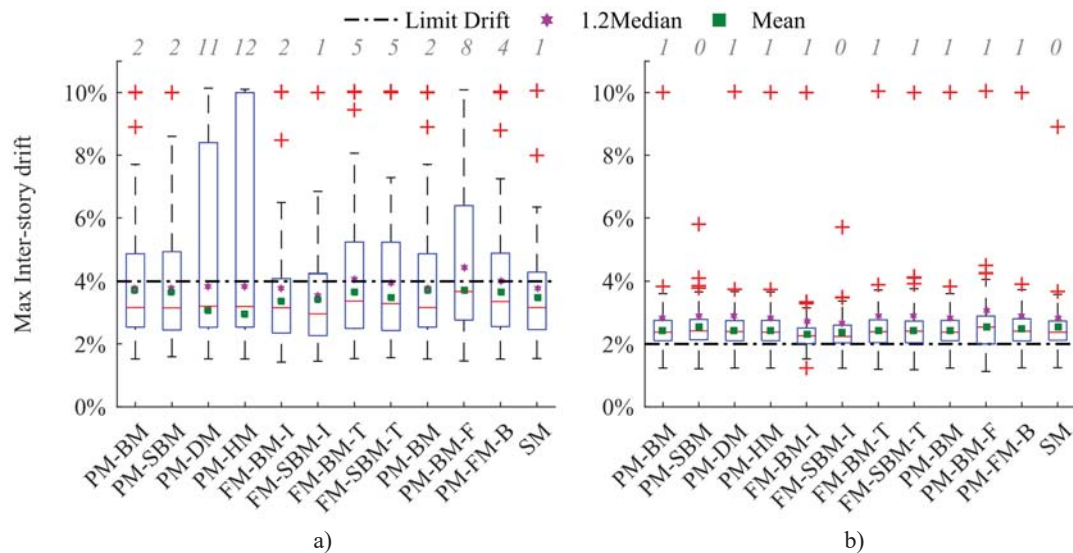 Limit Drift 1.2Median Mean
2 2 11 12 2 1 5 5 2 8 4 1
1 0 1 1 1 0 1 1 1 1 1 0
Max Inter-story drift
10%
8%
6%
4%
2%
0%
PM-BM PM-SBM PM-DM PM-HM FM-BM-I FM-SBM-I FM-BM-T FM-SBM-T PM-BM PM-BM-F PM-FM-B SM
a)
10%
8%
6%
4%
2%
0%
PM-BM PM-SBM PM-DM PM-HM FM-BM-I FM-SBM-I FM-BM-T FM-SBM-T PM-BM PM-BM-F PM-FM-B SM
b)